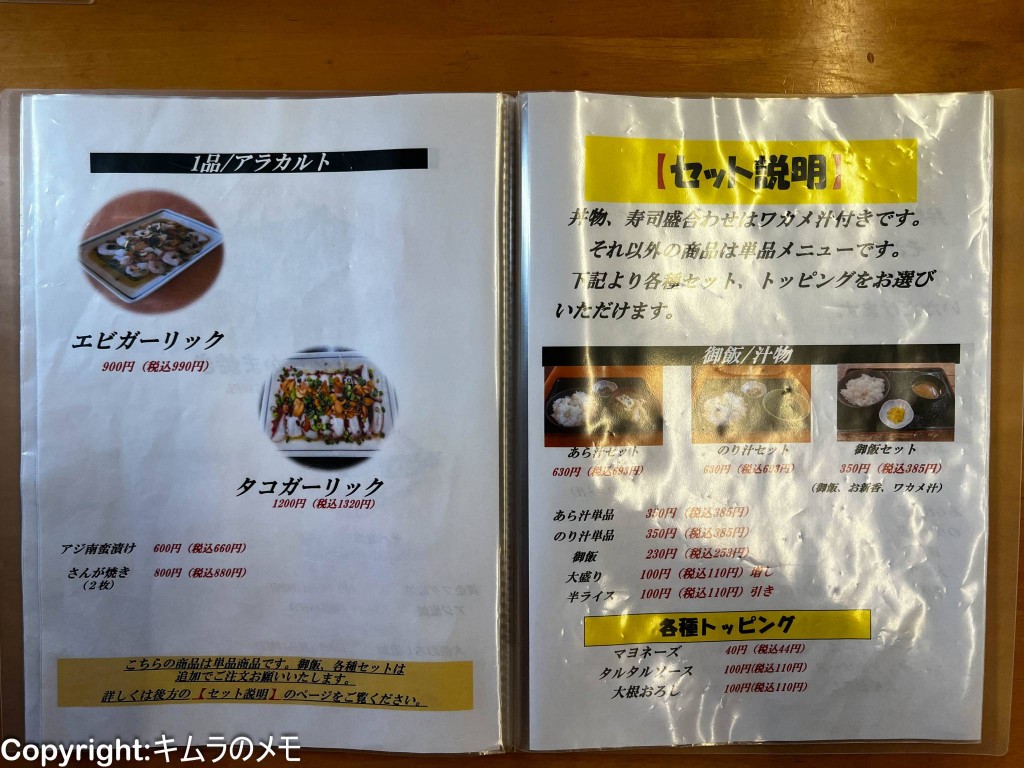 1品/アラカルト
エビガーリック
900円（税込990円）
タコガーリック
1200円（税込1320円）
アジ南蛮漬け 600円（税込660円）
さんが焼き 800円（税込880円）
（２枚）
こちらの商品は単品商品です。御飯、各種セットは
追加でご注文お願いいたします。
詳しくは後方の【セット説明】のページをご覧ください。
【セット説明】
丼物、寿司盛合わせはワカメ汁付きです。
それ以外の商品は単品メニューです。
下記より各種セット、トッピングをお選び
いただけます。
御飯/汁物
あら汁セット のり汁セット 御飯セット
630円（税込693円） 630円（税込693円） 350円（税込385円）
（御飯、お新香、ワカメ汁）
あら汁単品 350円（税込385円）
のり汁単品 350円（税込385円）
御飯 230円（税込253円）
大盛り 100円（税込110円）増し
半ライス 100円（税込110円）引き
各種トッピング
マヨネーズ 40円（税込44円）
タルタルソース 100円(税込110円）
大根おろし 100円(税込110円）
Copyright:キムラのメモ